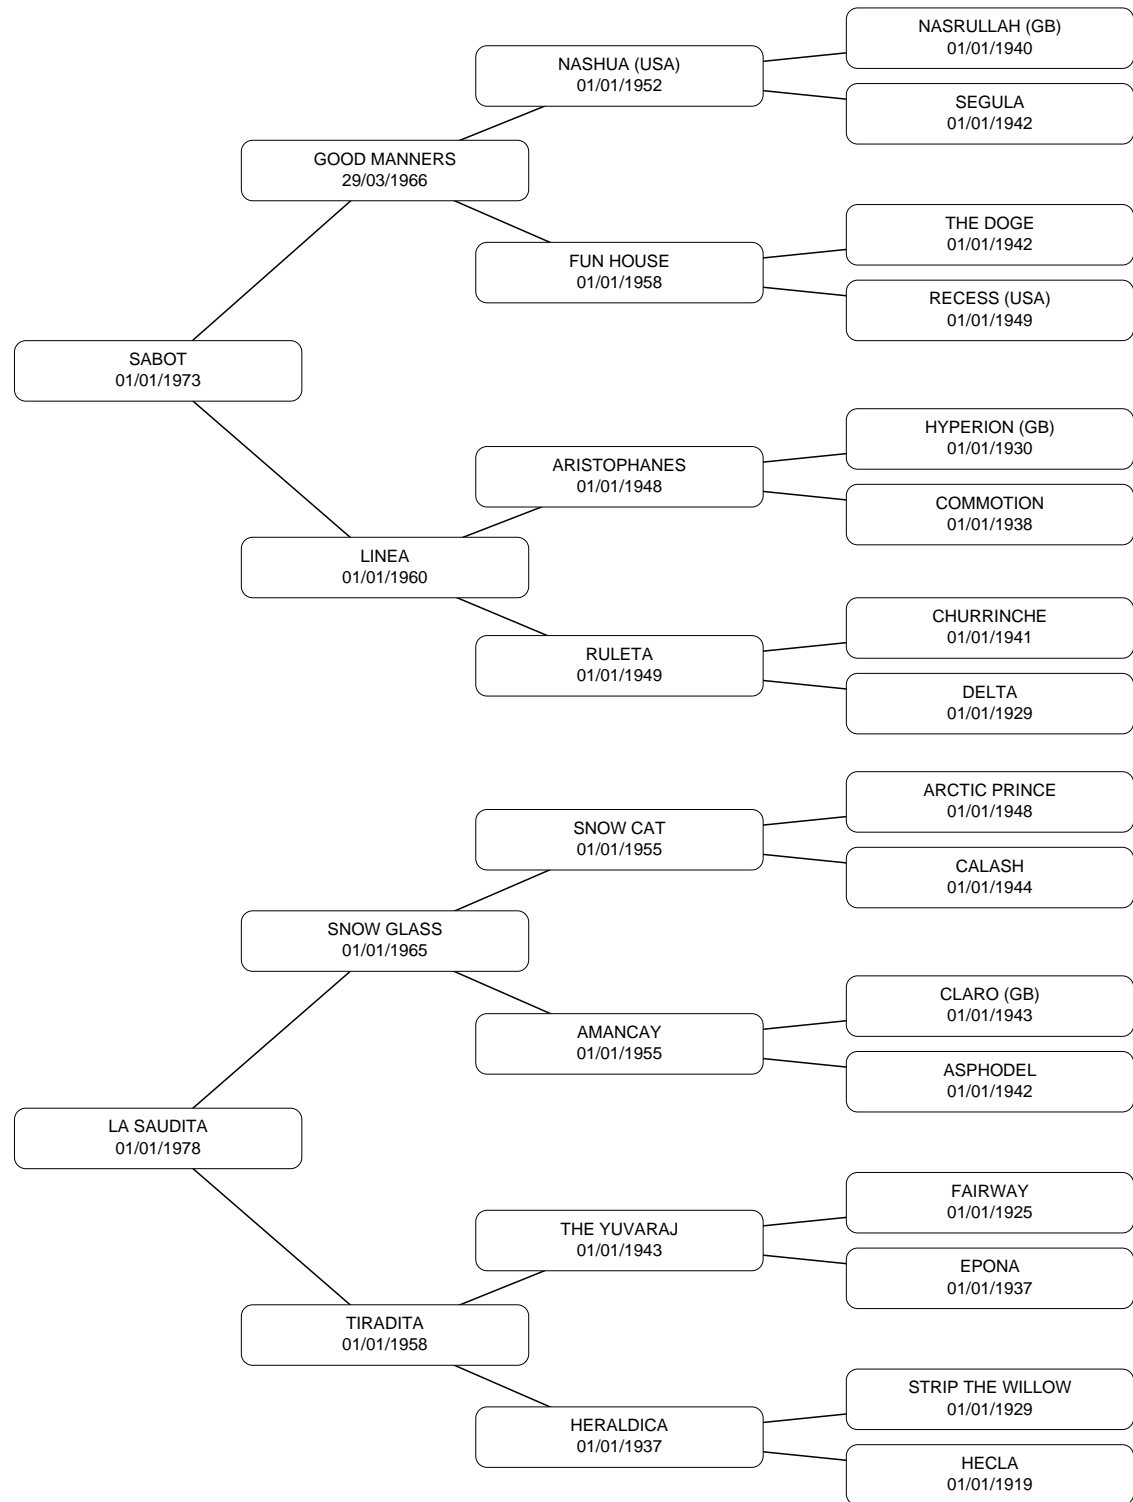 NASRULLAH (GB)
01/01/1940
NASHUA (USA)
01/01/1952
SEGULA
01/01/1942
GOOD MANNERS
29/03/1966
THE DOGE
01/01/1942
FUN HOUSE
01/01/1958
RECESS (USA)
01/01/1949
SABOT
01/01/1973
HYPERION (GB)
01/01/1930
ARISTOPHANES
01/01/1948
COMMOTION
01/01/1938
LINEA
01/01/1960
CHURRINCHE
01/01/1941
RULETA
01/01/1949
DELTA
01/01/1929
ARCTIC PRINCE
01/01/1948
SNOW CAT
01/01/1955
CALASH
01/01/1944
SNOW GLASS
01/01/1965
CLARO (GB)
01/01/1943
AMANCAY
01/01/1955
ASPHODEL
01/01/1942
LA SAUDITA
01/01/1978
FAIRWAY
01/01/1925
THE YUVARAJ
01/01/1943
EPONA
01/01/1937
TIRADITA
01/01/1958
STRIP THE WILLOW
01/01/1929
HERALDICA
01/01/1937
HECLA
01/01/1919